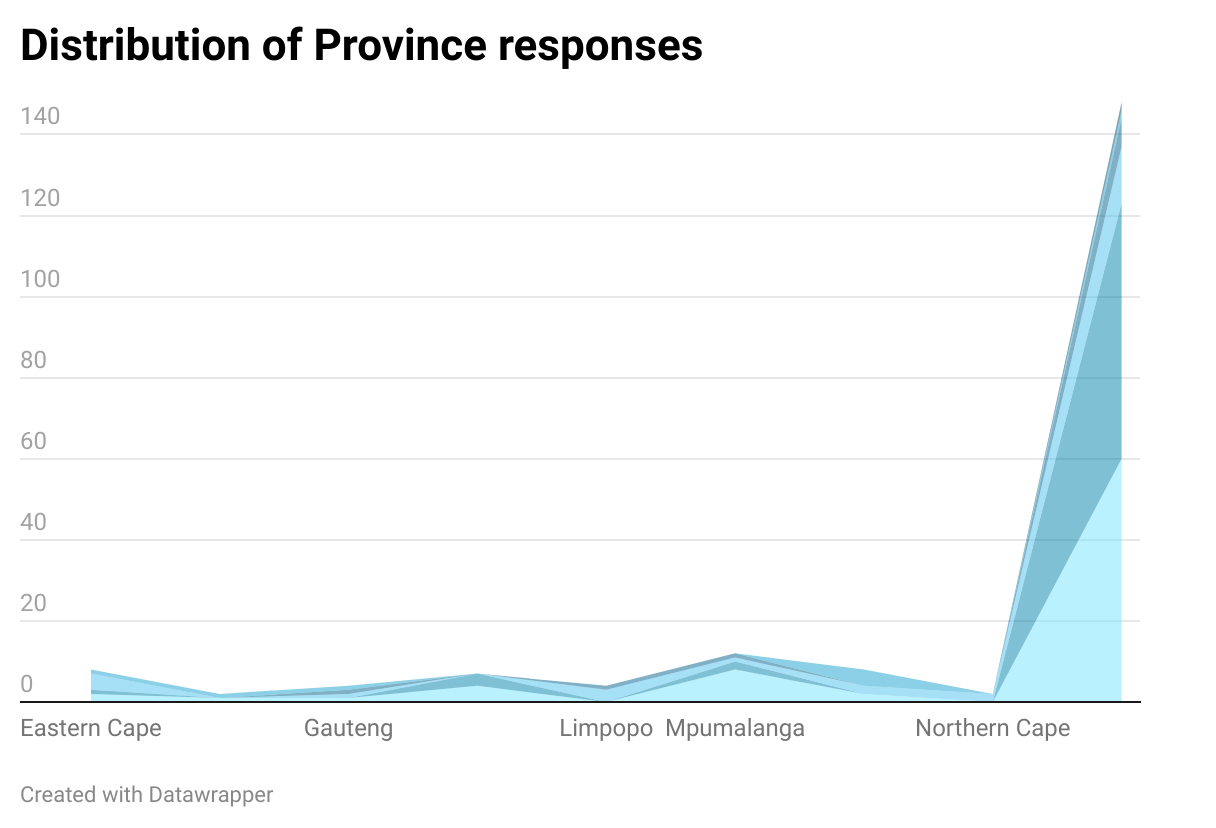 Distribution of Province responses
140
120
100
80
60
40
20
0
Eastern Cape Gauteng Limpopo Mpumalanga Northern Cape
Created with Datawrapper